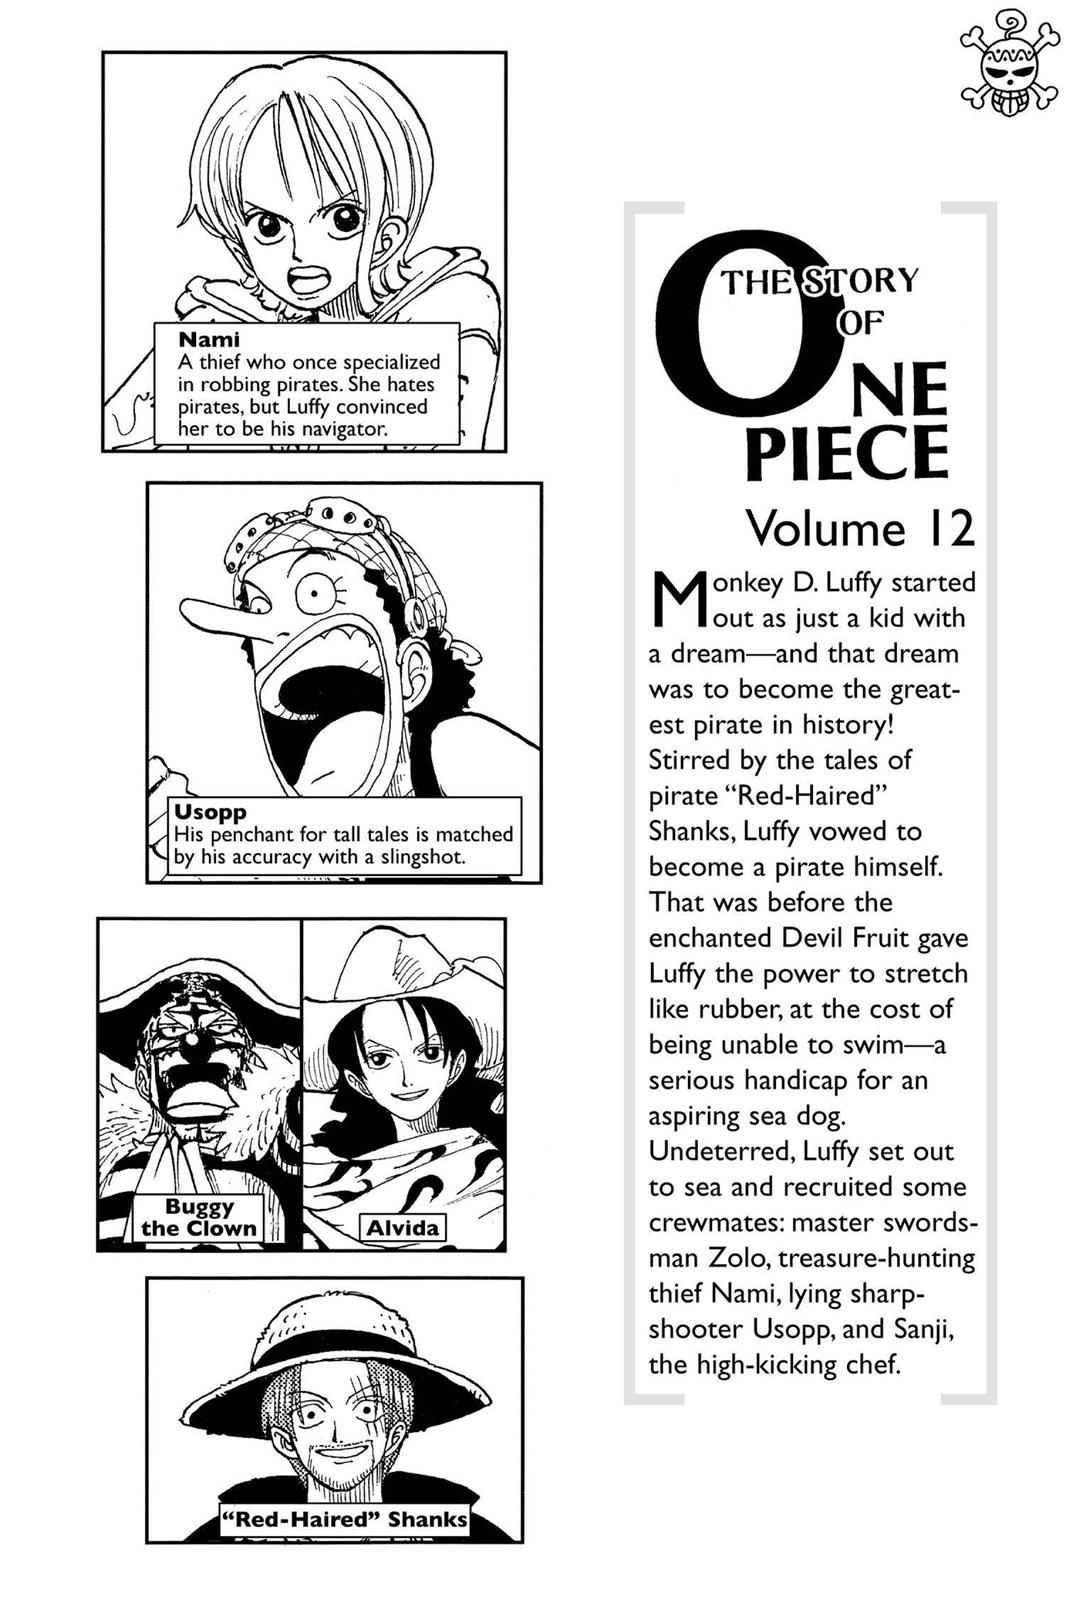 Nami
A thief who once specialized
in robbing pirates. She hates
pirates, but Luffy convinced
her to be his navigator.
Usopp
His penchant for tall tales is matched
by his accuracy with a slingshot.
Buggy
the Clown
Alvida
“Red-Haired” Shanks
THE STORY
OF
ONE
PIECE
Volume 12
Monkey D. Luffy started
out as just a kid with
a dream—and that dream
was to become the great-
est pirate in history!
Stirred by the tales of
pirate “Red-Haired”
Shanks, Luffy vowed to
become a pirate himself.
That was before the
enchanted Devil Fruit gave
Luffy the power to stretch
like rubber, at the cost of
being unable to swim—a
serious handicap for an
aspiring sea dog.
Undeterred, Luffy set out
to sea and recruited some
crewmates: master swords-
man Zolo, treasure-hunting
thief Nami, lying sharp-
shooter Usopp, and Sanji,
the high-kicking chef.